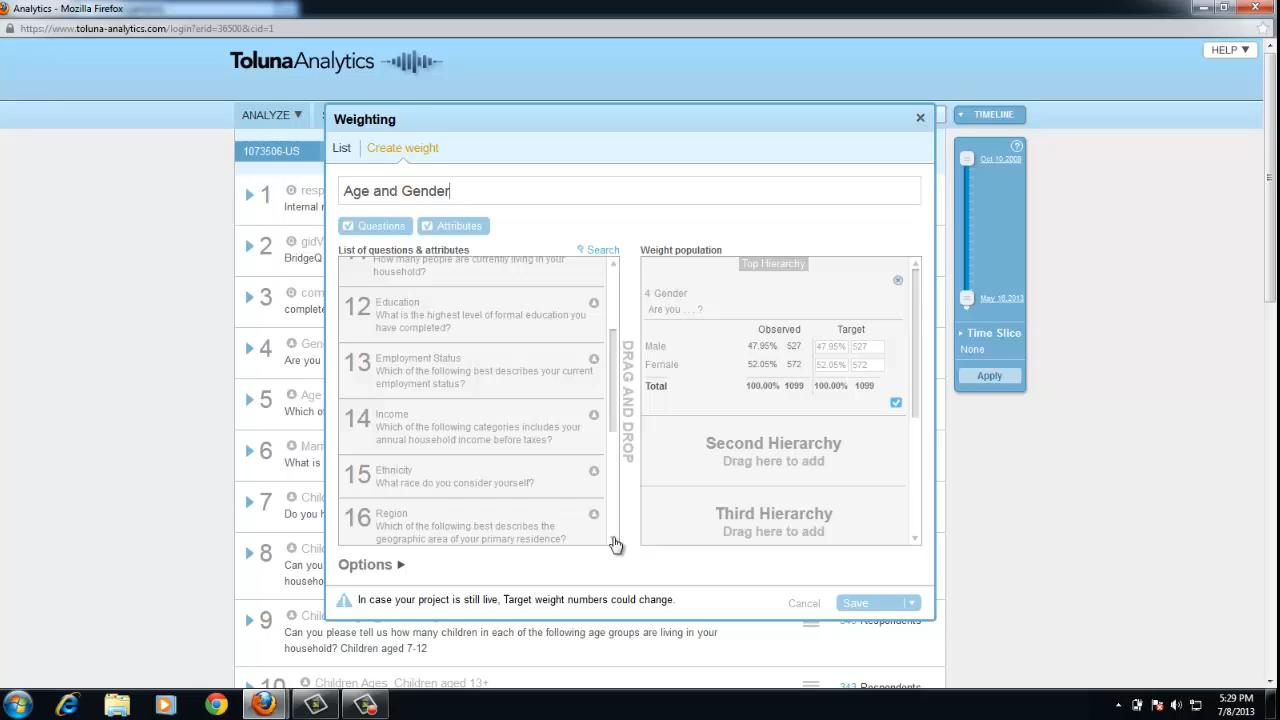 Analytics - Mozilla Firefox
https://www.toluna-analytics.com/login?erid=36500&cid=1
TolunaAnalytics
HELP ▼
ANALYZE ▼
TIMELINE
1073506-US
1 resp
Internal r
2 gidV
BridgeQ
3 com
complete
4 Gen
Are you
5 Age
Which of
6 Mari
What is
7 Child
Do you h
8 Child
Can you
househo
9 Child
Can you please tell us how many children in each of the following age groups are living in your
household? Children aged 7-12
10 Children Ages Children aged 13+
343 Respondents
Weighting
List
Create weight
Age and Gender
Questions
Attributes
List of questions & attributes
Search
How many people are currently living in your
household?
12 Education
What is the highest level of formal education you
have completed?
13 Employment Status
Which of the following best describes your current
employment status?
14 Income
Which of the following categories includes your
annual household income before taxes?
15 Ethnicity
What race do you consider yourself?
16 Region
Which of the following best describes the
geographic area of your primary residence?
DRAG AND DROP
Weight population
Top Hierarchy
4 Gender
Are you . . . ?
Observed Target
Male 47.95% 527 47.95% 527
Female 52.05% 572 52.05% 572
Total 100.00% 1099 100.00% 1099
Second Hierarchy
Drag here to add
Third Hierarchy
Drag here to add
Options ▶
In case your project is still live, Target weight numbers could change.
Cancel
Save
Respondents
?
Oct 10,2008
May 16,2013
Time Slice
None
Apply
5:29 PM
7/8/2013